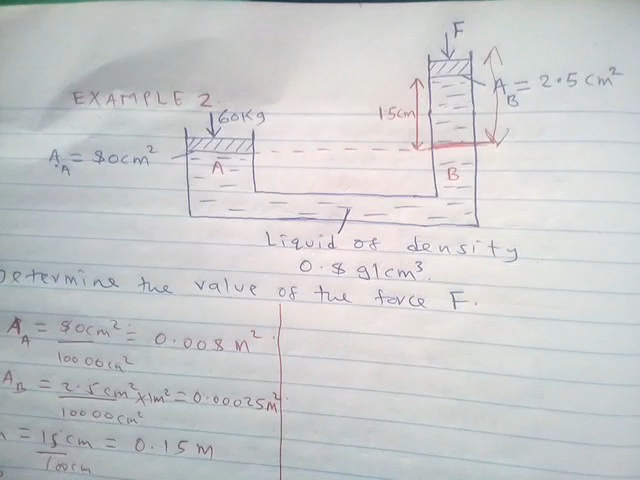 F
A_B = 2.5 cm²
EXAMPLE 2.
60Kg
15cm
A_A = 80cm²
A
B
Liquid of density
0.8 g/cm³.
Determine the value of the force F.
A_A = 80cm² = 0.008 M²
10000cm²
A_B = 2.5 cm² x 1m² = 0.00025m²
10000cm²
= 15cm = 0.15 m
100cm